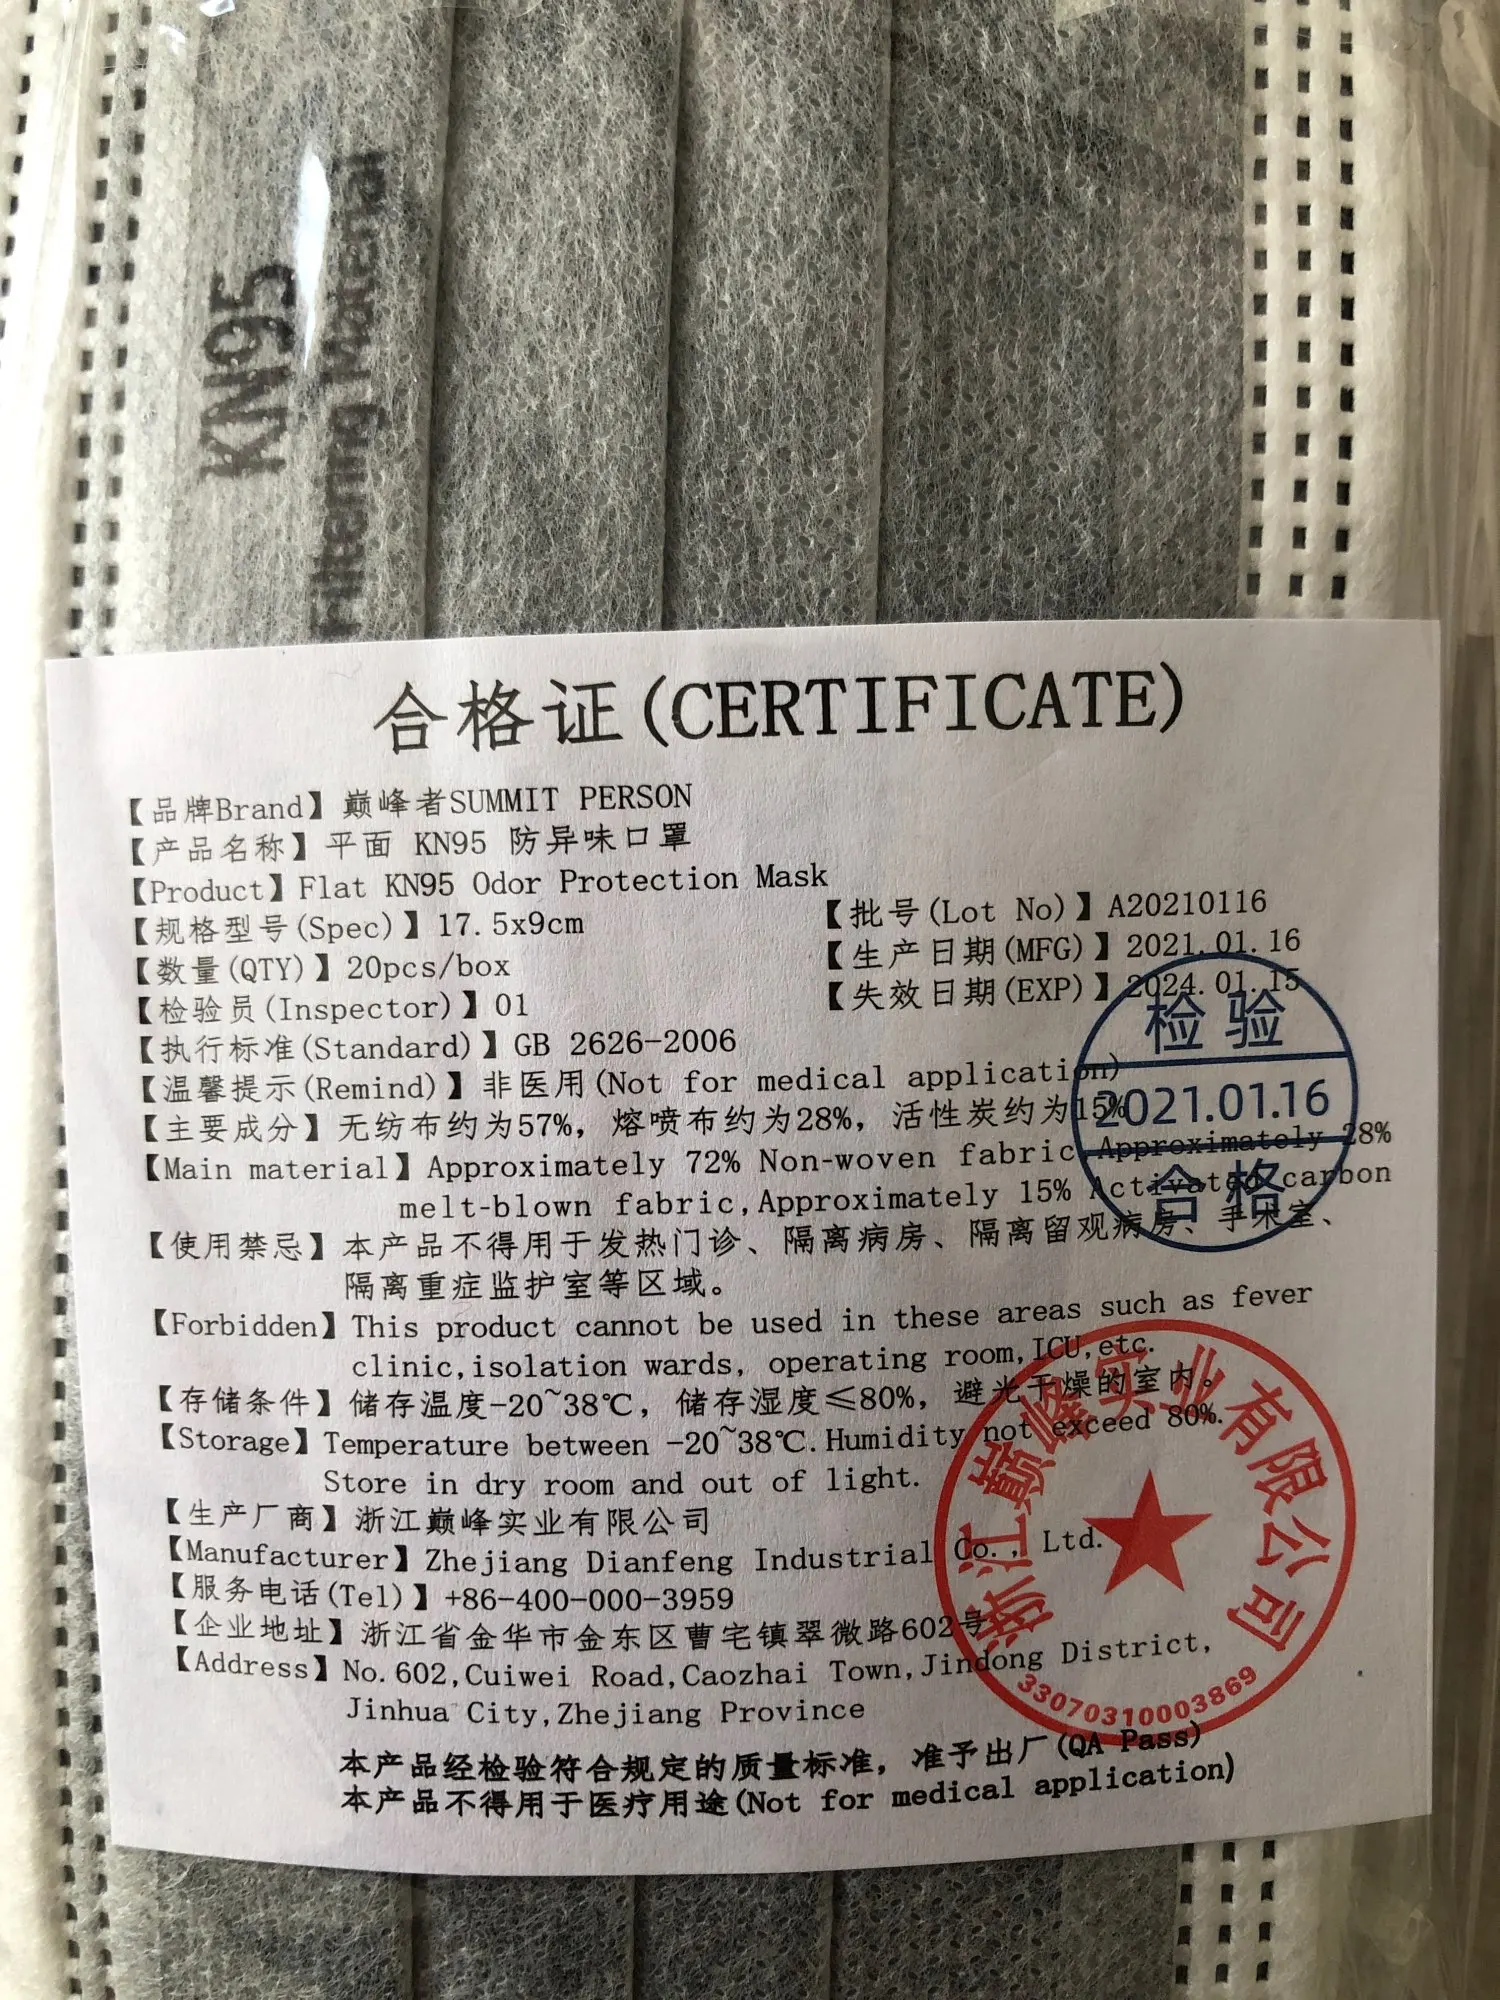 KN95
Filtering Material
合格证(CERTIFICATE)
【品牌Brand】巅峰者SUMMIT PERSON
【产品名称】平面 KN95 防异味口罩
【Product】Flat KN95 Odor Protection Mask
【规格型号(Spec)】17.5x9cm
【批号(Lot No)】A20210116
【数量(QTY)】20pcs/box
【生产日期(MFG)】2021.01.16
【检验员(Inspector)】01
【失效日期(EXP)】2024.01.15
【执行标准(Standard)】GB 2626-2006
【温馨提示(Remind)】非医用(Not for medical application)
【主要成分】无纺布约为57%, 熔喷布约为28%, 活性炭约为15%
【Main material】Approximately 72% Non-woven fabric Approximately 28%
melt-blown fabric,Approximately 15% Activated carbon
【使用禁忌】本产品不得用于发热门诊、隔离病房、隔离留观病房、手术室、
隔离重症监护室等区域。
【Forbidden】This product cannot be used in these areas such as fever
clinic,isolation wards, operating room,ICU,etc.
【存储条件】储存温度-20~38℃, 储存湿度≤80%, 避光干燥的室内。
【Storage】Temperature between -20~38℃.Humidity not exceed 80%.
Store in dry room and out of light.
【生产厂商】浙江巅峰实业有限公司
【Manufacturer】Zhejiang Dianfeng Industrial Co., Ltd.
【服务电话(Tel)】+86-400-000-3959
【企业地址】浙江省金华市金东区曹宅镇翠微路602号
【Address】No.602,Cuiwei Road,Caozhai Town,Jindong District,
Jinhua City,Zhejiang Province
本产品经检验符合规定的质量标准，准予出厂(QA Pass)
本产品不得用于医疗用途(Not for medical application)
检验
2021.01.16
合格
浙江巅峰实业有限公司
33070310003869